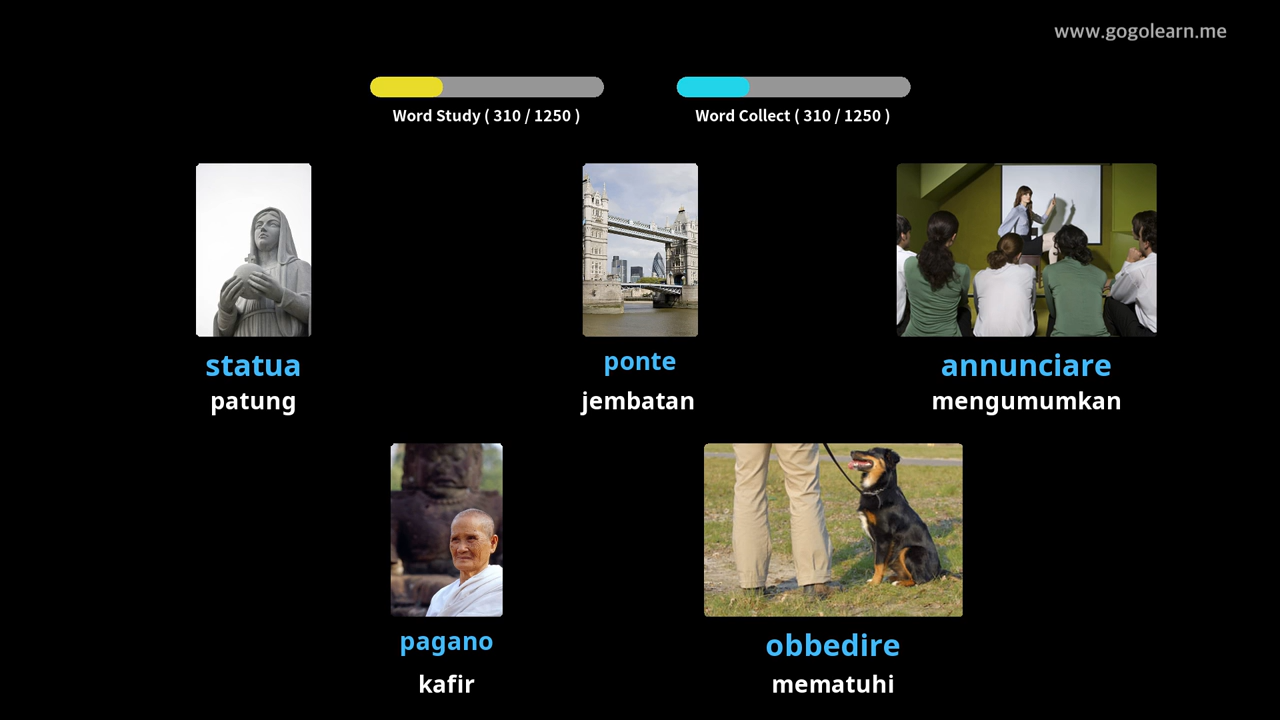 www.gogolearn.me
Word Study ( 310 / 1250 )
Word Collect ( 310 / 1250 )
statua
patung
ponte
jembatan
annunciare
mengumumkan
pagano
kafir
obbedire
mematuhi